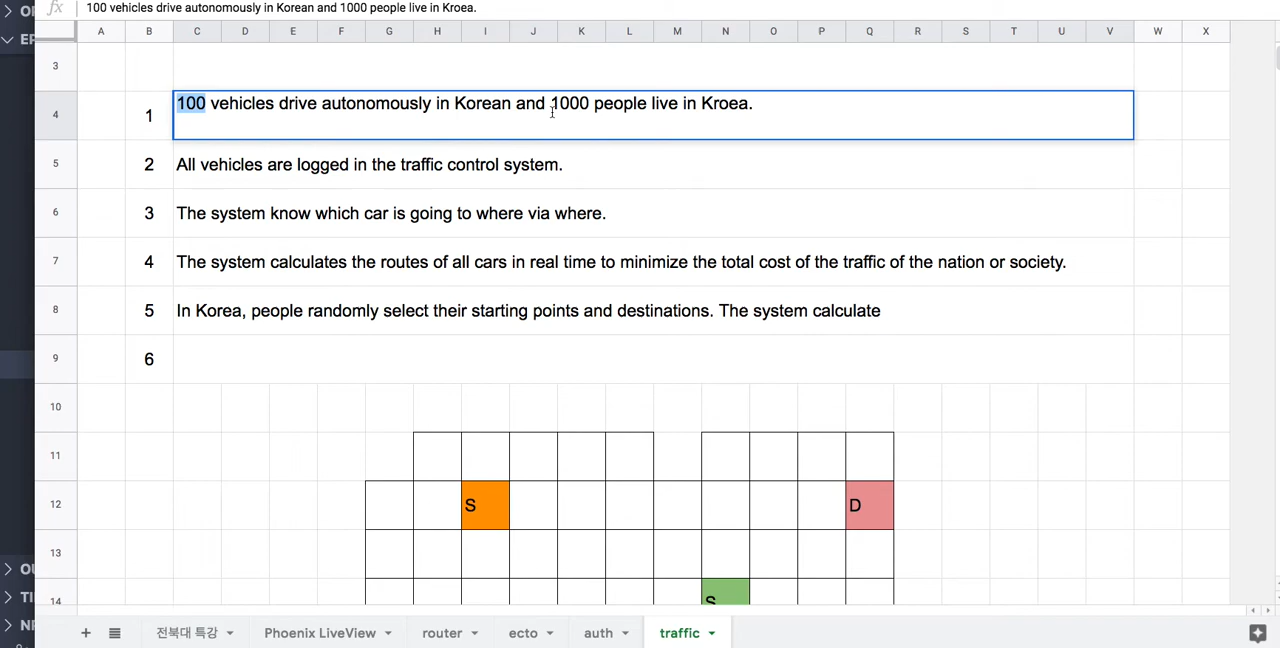 fx 100 vehicles drive autonomously in Korean and 1000 people live in Kroea.
A B C D E F G H I J K L M N O P Q R S T U V W X
3
4 1 100 vehicles drive autonomously in Korean and 1000 people live in Kroea.
5 2 All vehicles are logged in the traffic control system.
6 3 The system know which car is going to where via where.
7 4 The system calculates the routes of all cars in real time to minimize the total cost of the traffic of the nation or society.
8 5 In Korea, people randomly select their starting points and destinations. The system calculate
9 6
10
11
12 S D
13
14 S
+ 전북대 특강 Phoenix LiveView router ecto auth traffic